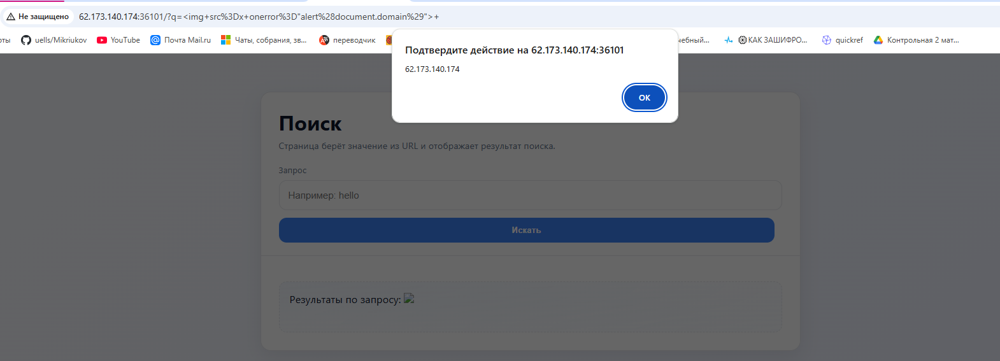 Не защищено 62.173.140.174:36101/?q=<img+src%3Dx+onerror%3D"alert%28document.domain%29">+
оты uells/Mikriukov YouTube Почта Mail.ru Чаты, собрания, зв... переводчик чебный... КАК ЗАШИФРО... quickref Контрольная 2 мат...
Подтвердите действие на 62.173.140.174:36101
62.173.140.174
ОК
Поиск
Страница берёт значение из URL и отображает результат поиска.
Запрос
Например: hello
Искать
Результаты по запросу: